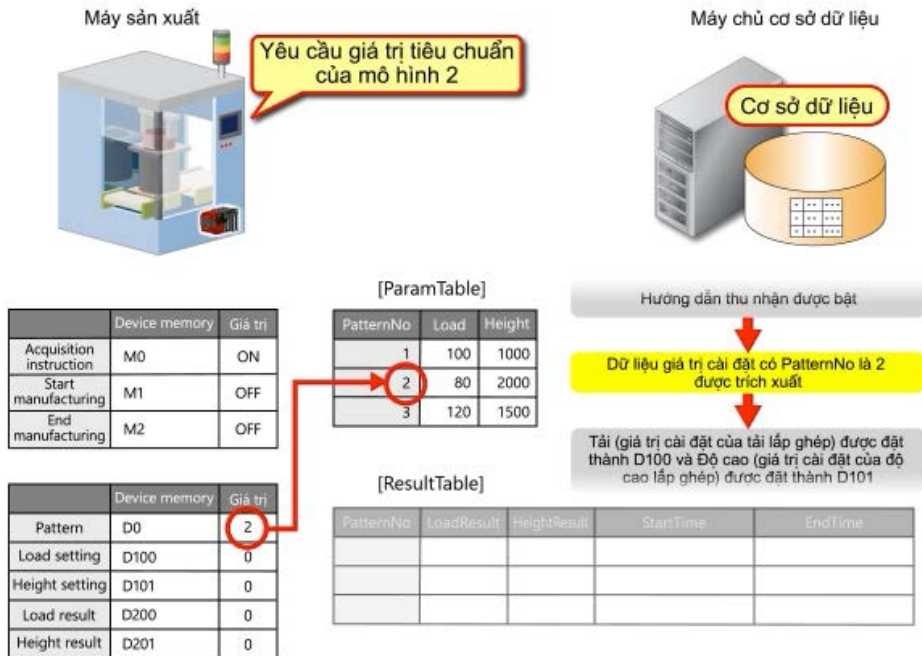 Máy sản xuất
Máy chủ cơ sở dữ liệu
Yêu cầu giá trị tiêu chuẩn
của mô hình 2
Cơ sở dữ liệu
Device memory Giá trị
Acquisition
instruction M0 ON
Start
manufacturing M1 OFF
End
manufacturing M2 OFF
[ParamTable]
PatternNo Load Height
1 100 1000
2 80 2000
3 120 1500
Hướng dẫn thu nhận được bật
Dữ liệu giá trị cài đặt có PatternNo là 2
được trích xuất
Tải (giá trị cài đặt của tải lắp ghép) được đặt
thành D100 và Độ cao (giá trị cài đặt của độ
cao lắp ghép) được đặt thành D101
Device memory Giá trị
Pattern D0 2
Load setting D100 0
Height setting D101 0
Load result D200 0
Height result D201 0
[ResultTable]
PatternNo LoadResult HeightResult StartTime EndTime